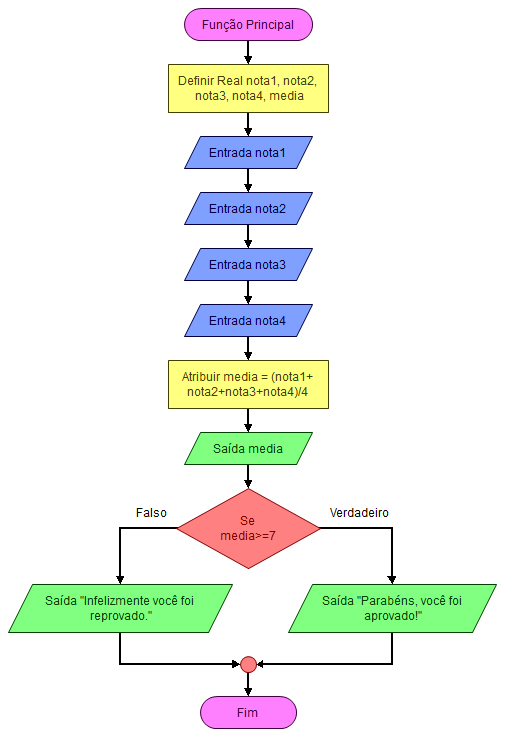 Função Principal
Definir Real nota1, nota2,
nota3, nota4, media
Entrada nota1
Entrada nota2
Entrada nota3
Entrada nota4
Atribuir media = (nota1+
nota2+nota3+nota4)/4
Saída media
Se
media>=7
Falso
Verdadeiro
Saída "Infelizmente você foi
reprovado."
Saída "Parabéns, você foi
aprovado!"
Fim